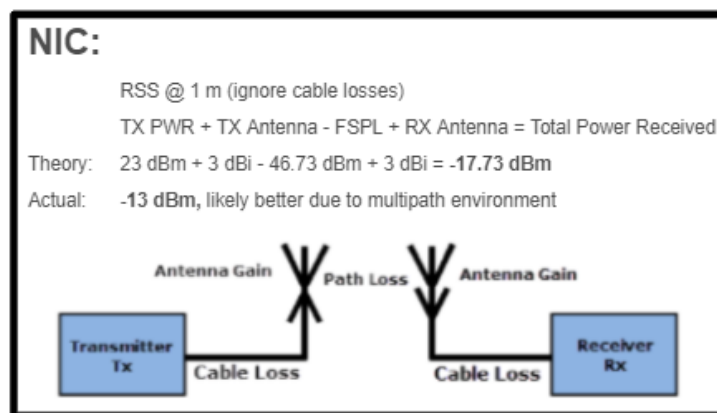 NIC:
RSS @ 1 m (ignore cable losses)
TX PWR + TX Antenna - FSPL + RX Antenna = Total Power Received
Theory: 23 dBm + 3 dBi - 46.73 dBm + 3 dBi = -17.73 dBm
Actual: -13 dBm, likely better due to multipath environment
Antenna Gain Path Loss Antenna Gain
Transmitter
Tx
Cable Loss
Cable Loss
Receiver
Rx